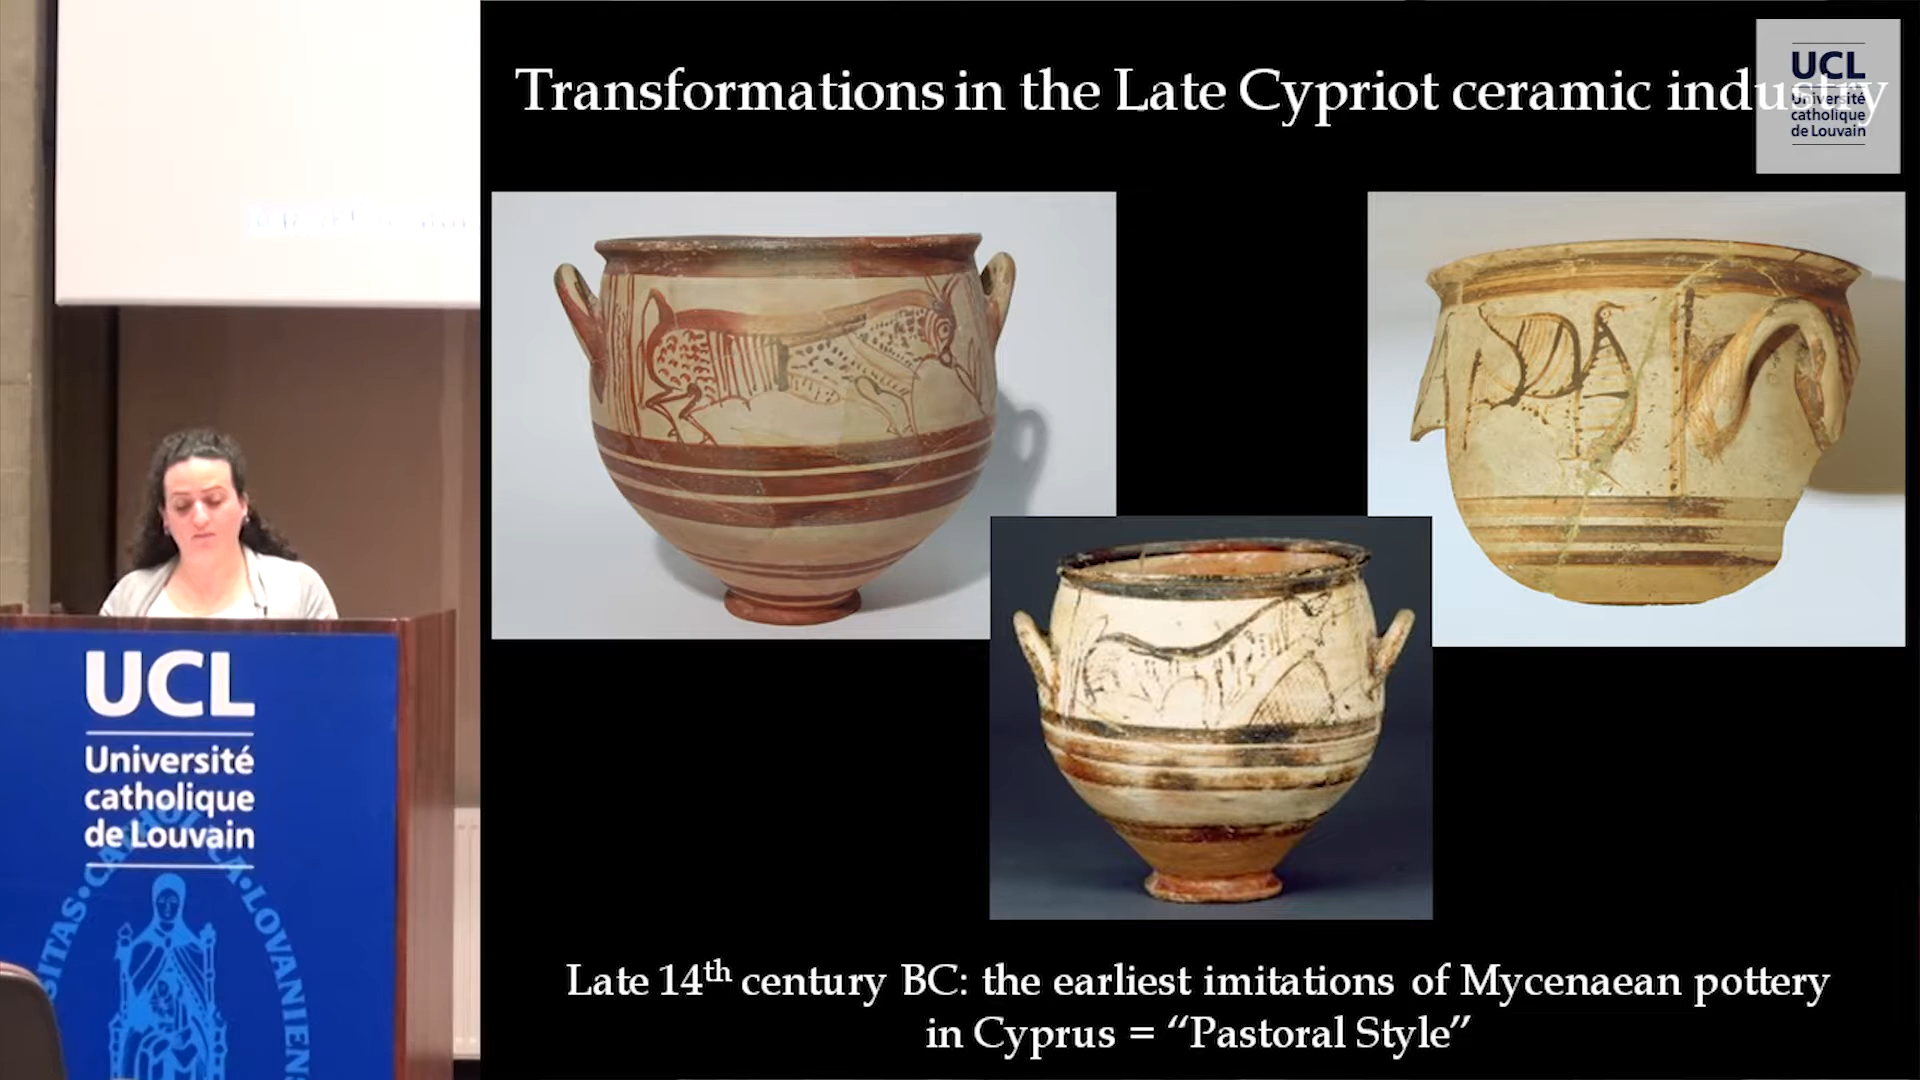 Transformations in the Late Cypriot ceramic industry
UCL
Université
catholique
de Louvain
UCL
Université
catholique
de Louvain
Late 14th century BC: the earliest imitations of Mycenaean pottery
in Cyprus = “Pastoral Style”